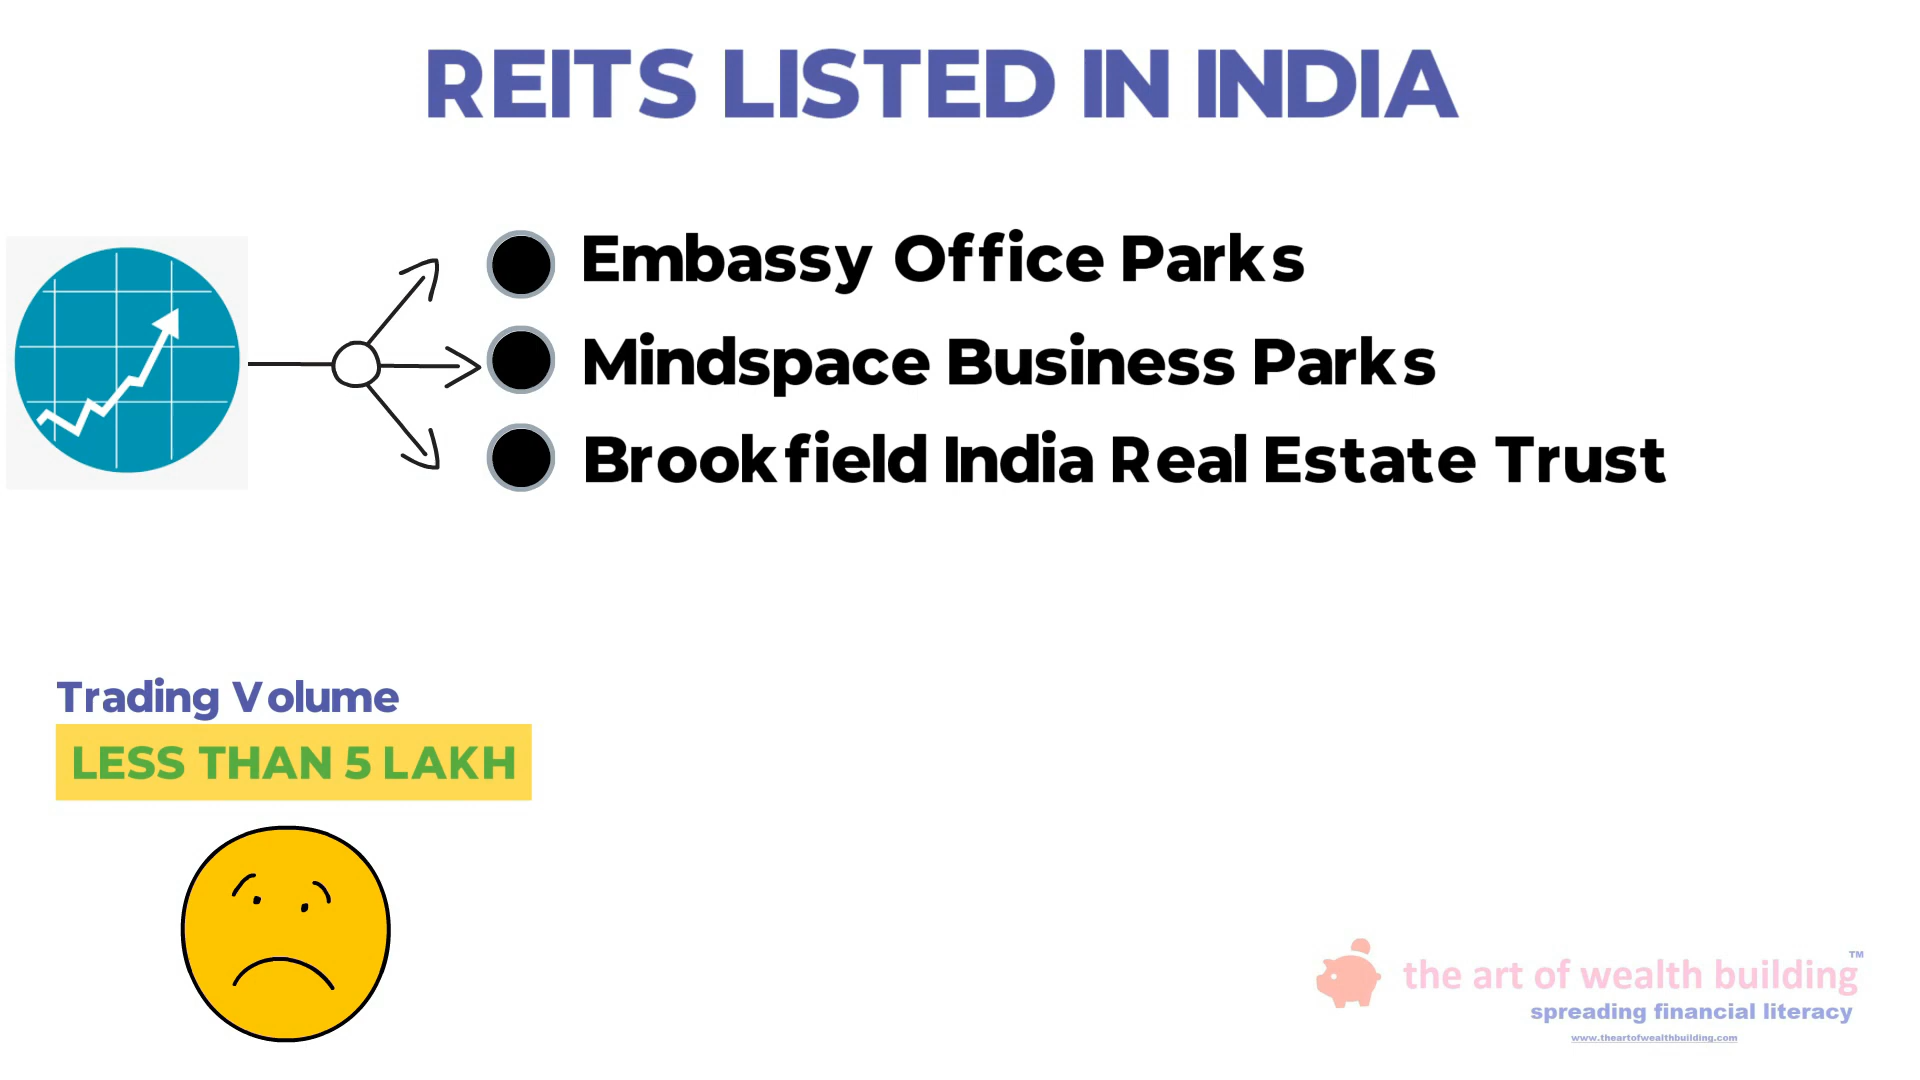 REITS LISTED IN INDIA
Embassy Office Parks
Mindspace Business Parks
Brookfield India Real Estate Trust
Trading Volume
LESS THAN 5 LAKH
the art of wealth building™
spreading financial literacy
www.theartofwealthbuilding.com